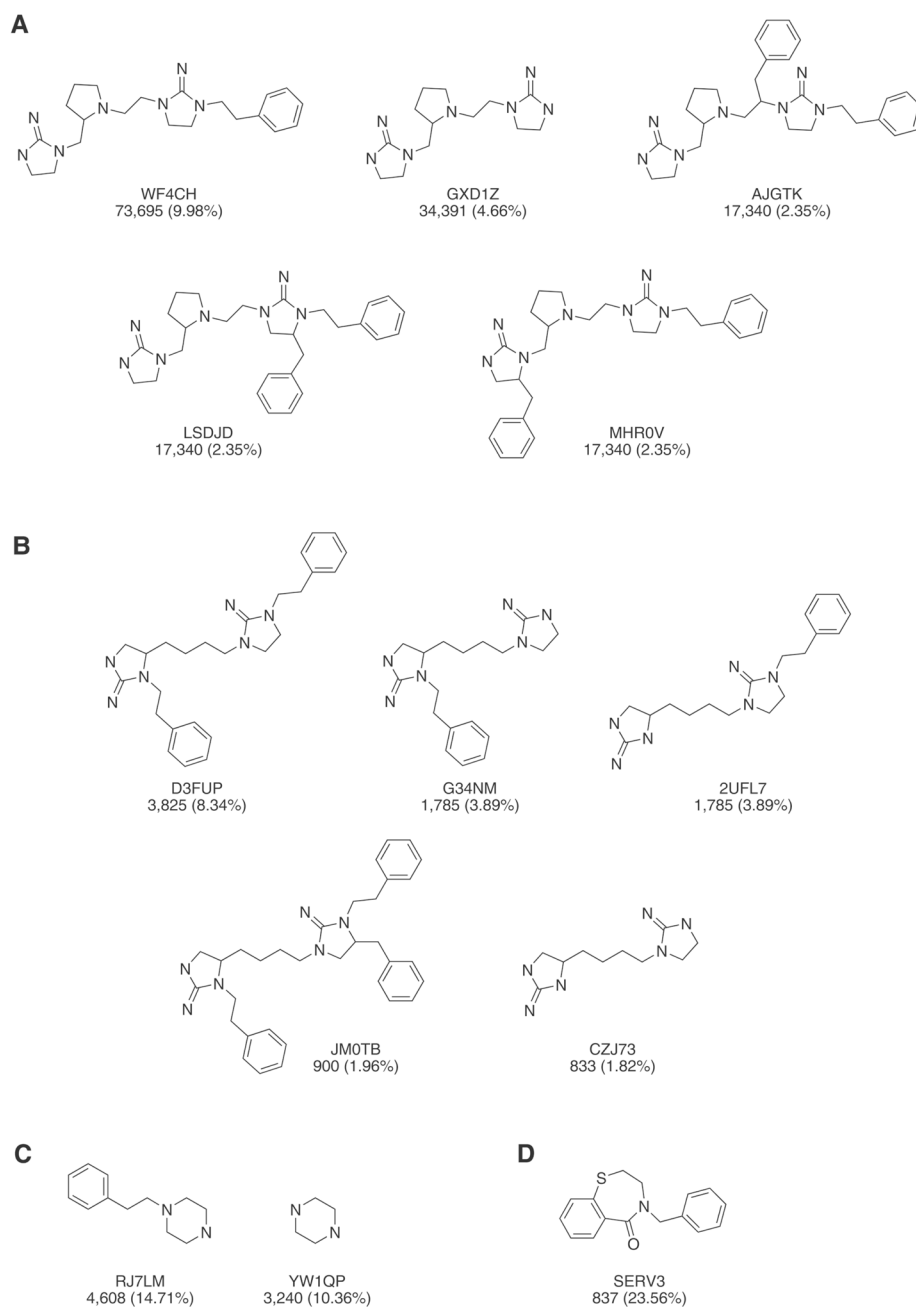 A
N N N N N N
WF4CH
73,695 (9.98%)
N N N N N N N
GXD1Z
34,391 (4.66%)
N N N N N N N
AJGTK
17,340 (2.35%)
N N N N N N N
LSDJD
17,340 (2.35%)
N N N N N N N
MHR0V
17,340 (2.35%)
B
N N N N N N
D3FUP
3,825 (8.34%)
N N N N N N
G34NM
1,785 (3.89%)
N N N N N N
2UFL7
1,785 (3.89%)
N N N N N N
JM0TB
900 (1.96%)
N N N N N N
CZJ73
833 (1.82%)
C
N N
RJ7LM
4,608 (14.71%)
N N
YW1QP
3,240 (10.36%)
D
S N O
SERV3
837 (23.56%)